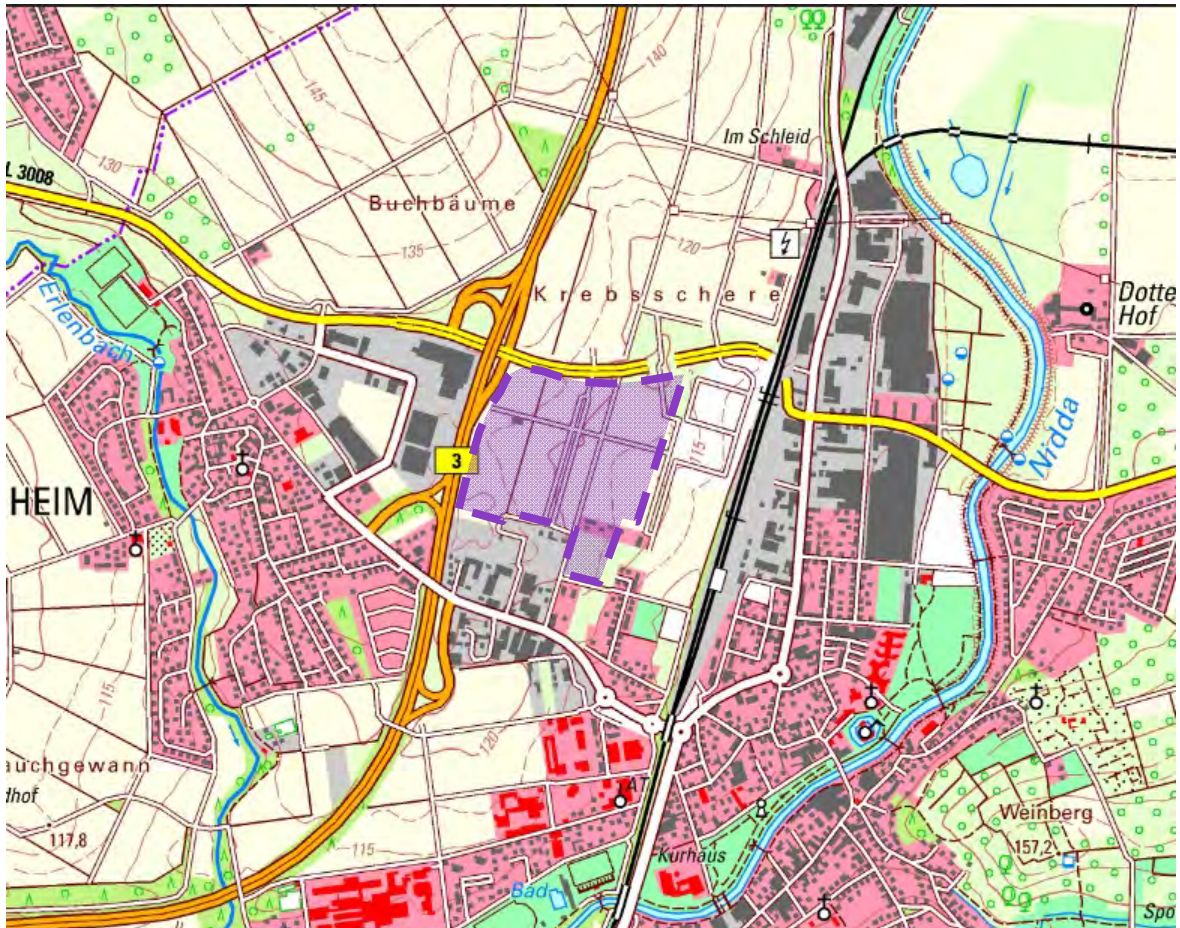 140
145
Im Schleid
130
L 3008
Buchbäume
135
120
Erlenbach
Krebsschere
Dotte
Hof
115
Nidda
3
HEIM
115
120
auchgewann
dhof
117,8
115
Weinberg
157,2
Kurhaus
Bad
Spo